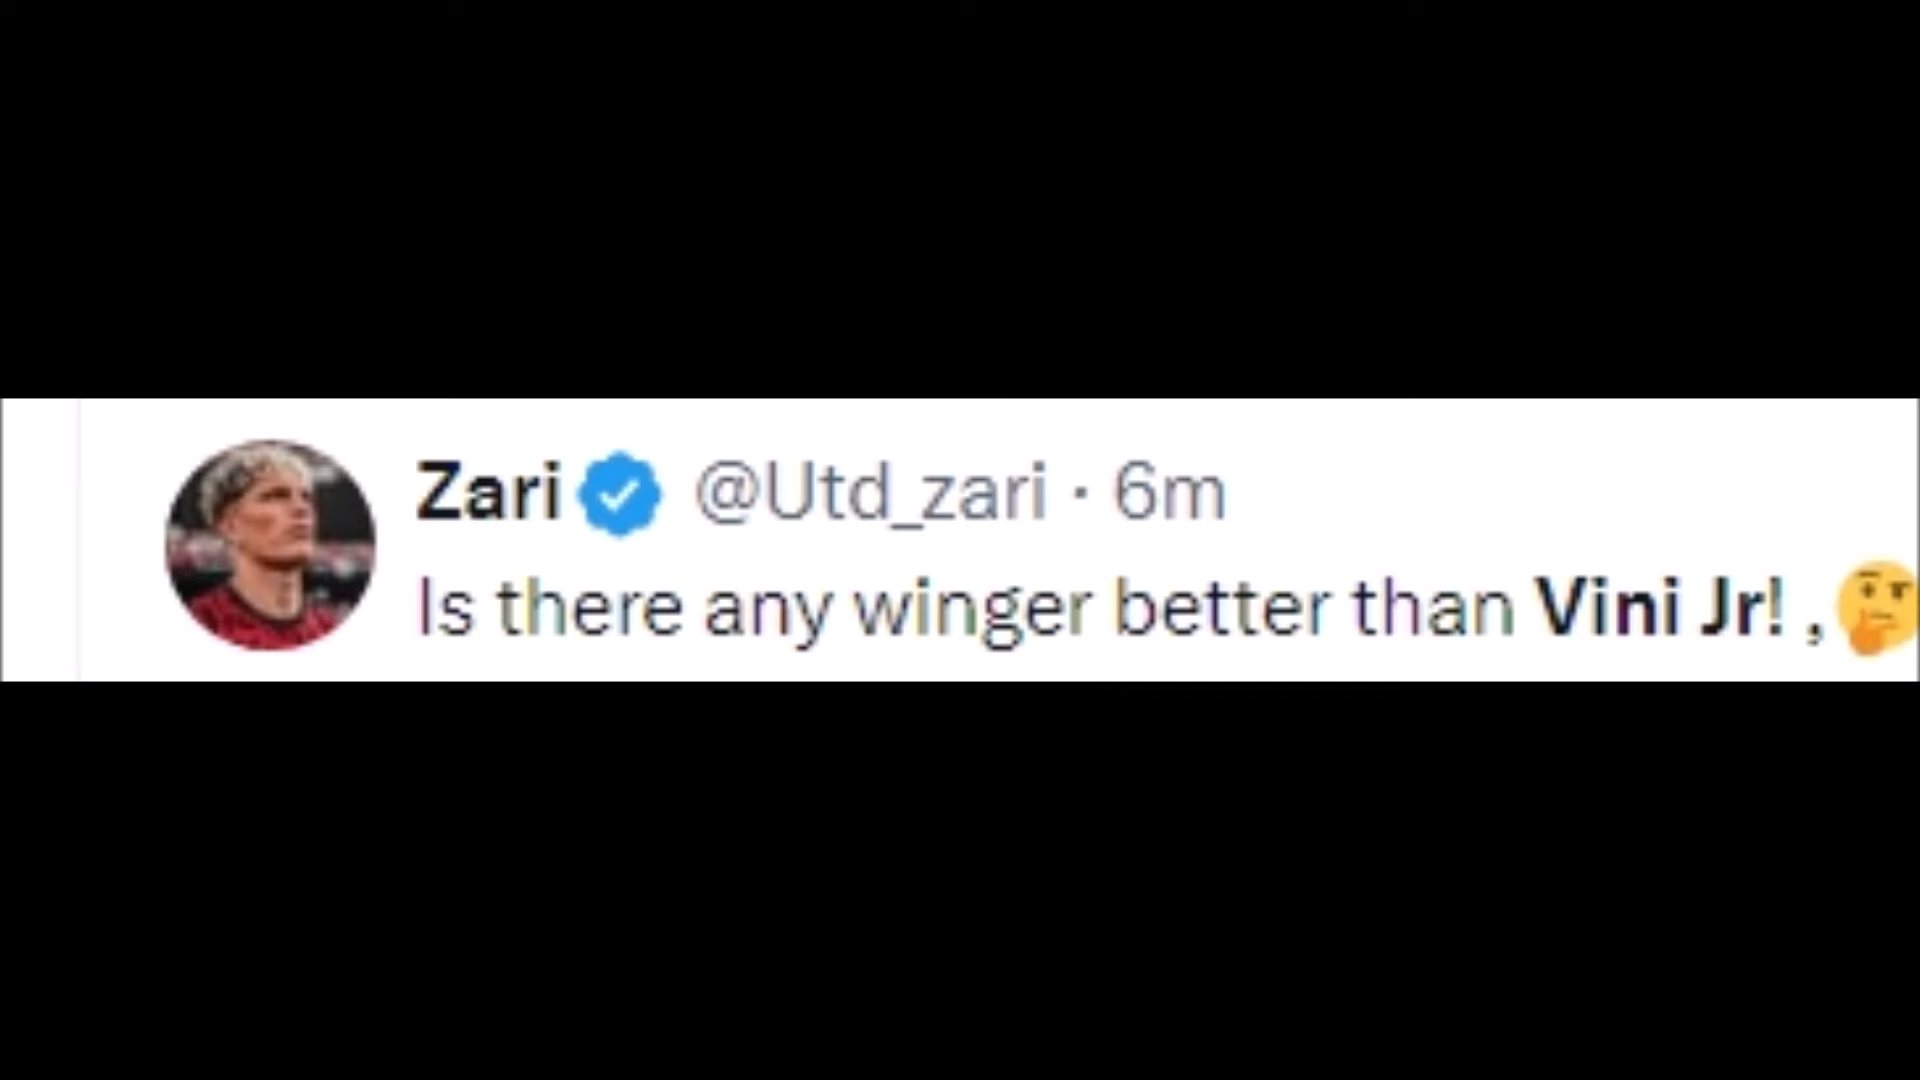 Zari @Utd_zari · 6m
Is there any winger better than Vini Jr! ,🤔